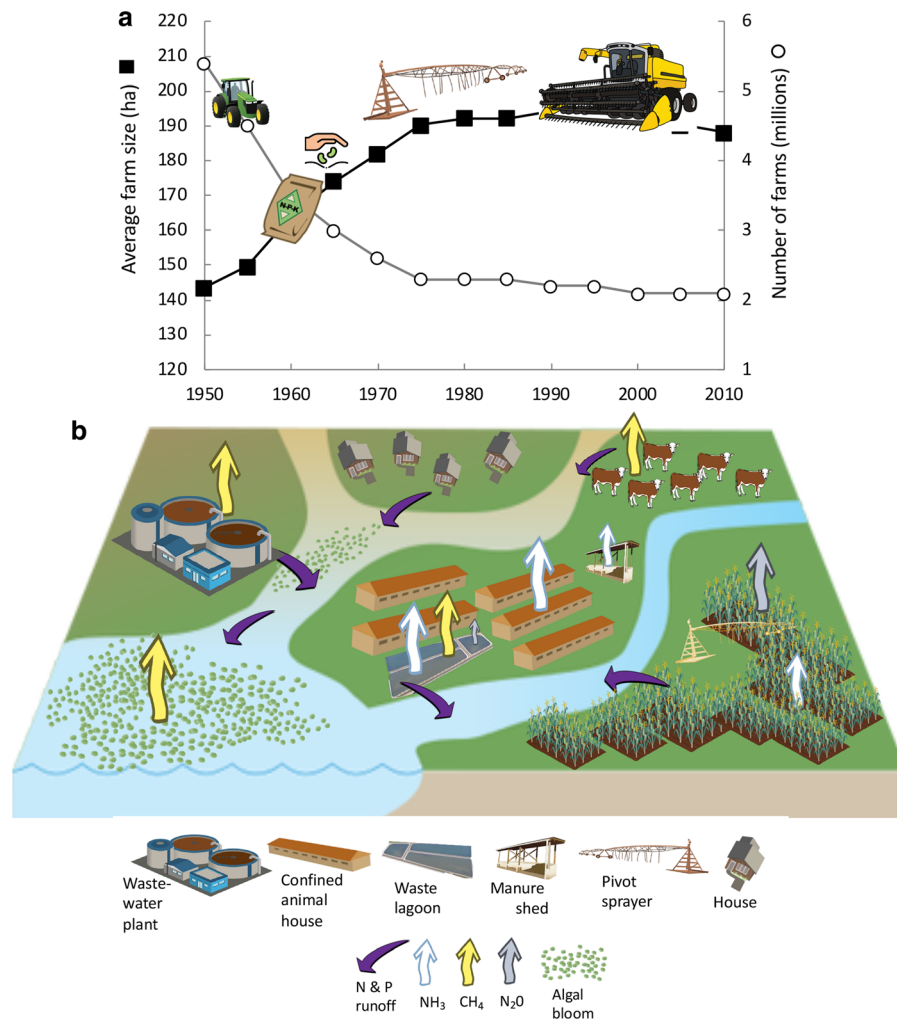 a
220
210
200
190
180
170
160
150
140
130
120
Average farm size (ha)
6
5
4
3
2
1
Number of farms (millions)
N-P-K
1950
1960
1970
1980
1990
2000
2010
b
Waste-
water
plant
Confined
animal
house
Waste
lagoon
Manure
shed
Pivot
sprayer
House
N & P
runoff
NH₃
CH₄
N₂0
Algal
bloom